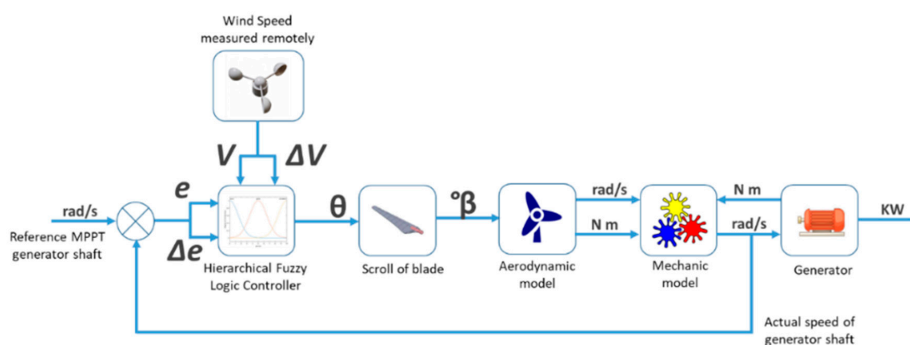 Wind Speed
measured remotely
V
ΔV
rad/s
Reference MPPT
generator shaft
e
Δe
Hierarchical Fuzzy
Logic Controller
θ
Scroll of blade
°β
Aerodynamic
model
rad/s
N m
Mechanic
model
N m
rad/s
Generator
KW
Actual speed of
generator shaft